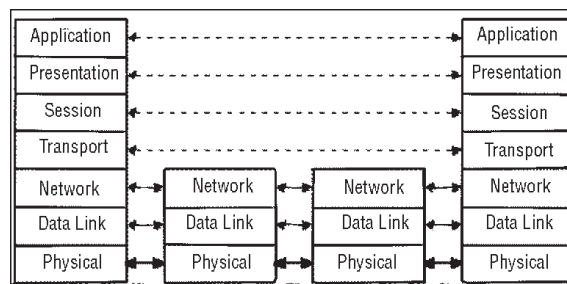 Application Application
Presentation Presentation
Session Session
Transport Transport
Network Network Network Network
Data Link Data Link Data Link Data Link
Physical Physical Physical Physical